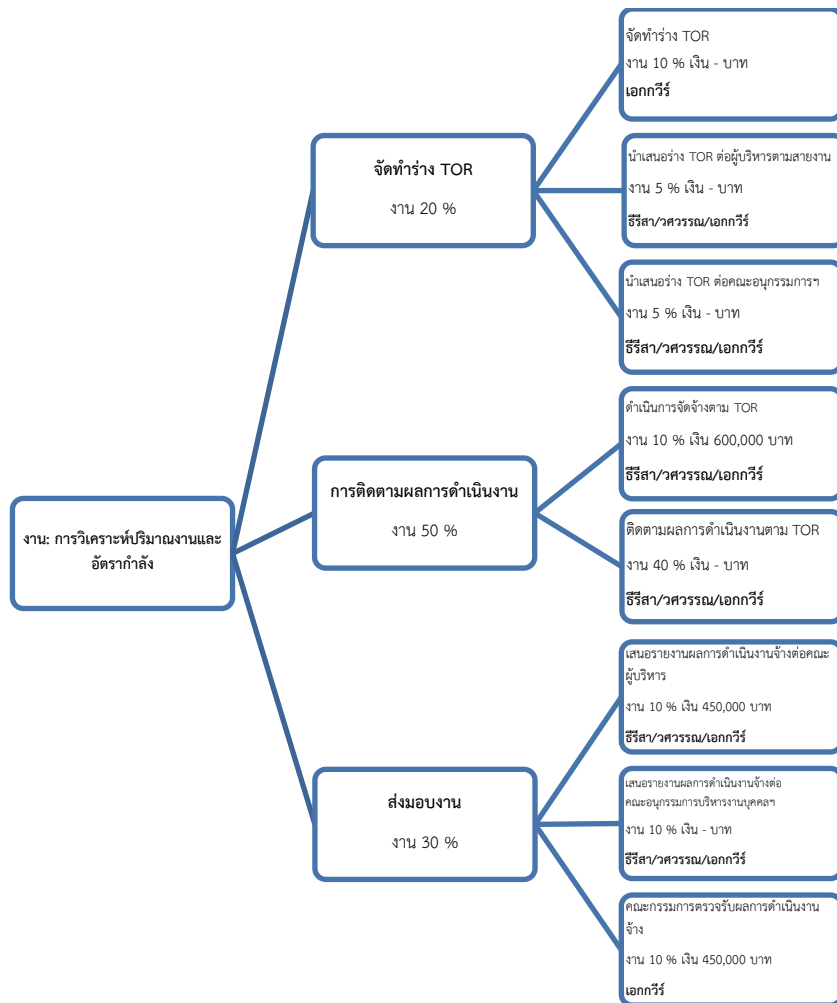 จัดทำร่าง TOR
งาน 10 % เงิน - บาท
เอกกวีร์
นำเสนอร่าง TOR ต่อผู้บริหารตามสายงาน
งาน 5 % เงิน - บาท
ธีรีสา/วศวรรณ/เอกกวีร์
จัดทำร่าง TOR
งาน 20 %
นำเสนอร่าง TOR ต่อคณะอนุกรรมการฯ
งาน 5 % เงิน - บาท
ธีรีสา/วศวรรณ/เอกกวีร์
ดำเนินการจัดจ้างตาม TOR
งาน 10 % เงิน 600,000 บาท
ธีรีสา/วศวรรณ/เอกกวีร์
การติดตามผลการดำเนินงาน
งาน 50 %
งาน: การวิเคราะห์ปริมาณงานและ
อัตรากำลัง
ติดตามผลการดำเนินงานตาม TOR
งาน 40 % เงิน - บาท
ธีรีสา/วศวรรณ/เอกกวีร์
เสนอรายงานผลการดำเนินงานจ้างต่อคณะ
ผู้บริหาร
งาน 10 % เงิน 450,000 บาท
ธีรีสา/วศวรรณ/เอกกวีร์
ส่งมอบงาน
งาน 30 %
เสนอรายงานผลการดำเนินงานจ้างต่อ
คณะอนุกรรมการบริหารงานบุคคลฯ
งาน 10 % เงิน - บาท
ธีรีสา/วศวรรณ/เอกกวีร์
คณะกรรมการตรวจรับผลการดำเนินงาน
จ้าง
งาน 10 % เงิน 450,000 บาท
เอกกวีร์